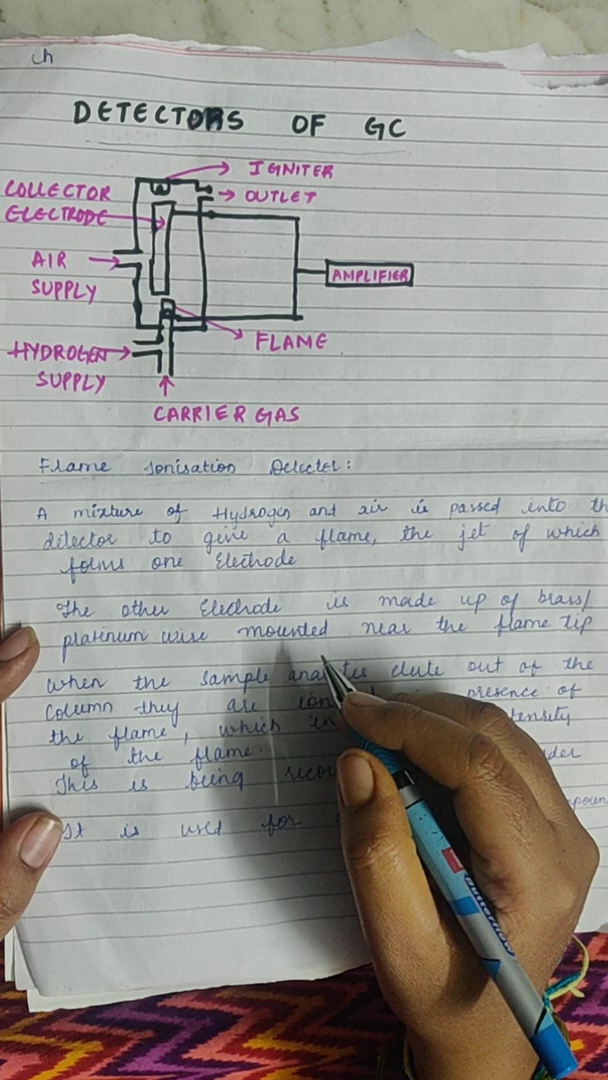 ch
DETECTORS OF GC
IGNITER
COLLECTOR
OUTLET
ELECTRODE
AIR
SUPPLY
AMPLIFIER
FLAME
HYDROGEN
SUPPLY
CARRIER GAS
Flame Ionisation Detector:
A mixture of Hydrogen and air is passed into th
detector to give a flame, the jet of which
forms one Electrode
The other Electrode is made up of brass/
platinum wire mounted near the flame tip
When the sample analytes elute out of the
column they are presence of
the flame, which in
of the flame.
This is being
It is used for